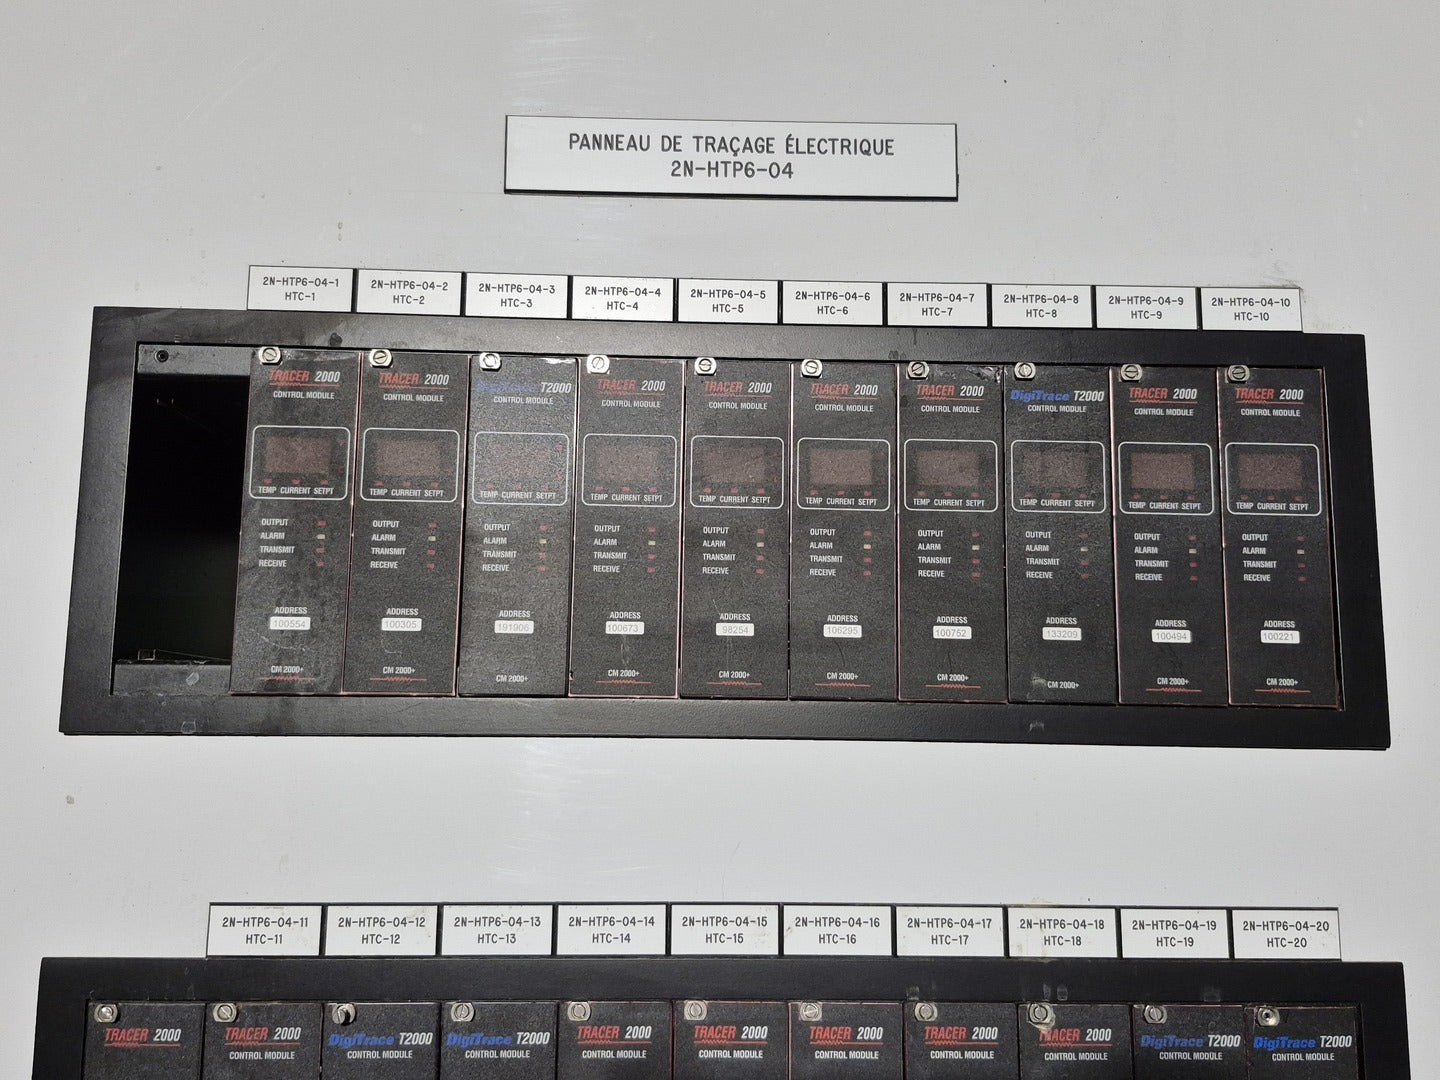 PANNEAU DE TRAÇAGE ÉLECTRIQUE
2N-HTP6-04
2N-HTP6-04-1 2N-HTP6-04-2 2N-HTP6-04-3 2N-HTP6-04-4 2N-HTP6-04-5 2N-HTP6-04-6 2N-HTP6-04-7 2N-HTP6-04-8 2N-HTP6-04-9 2N-HTP6-04-10
HTC-1 HTC-2 HTC-3 HTC-4 HTC-5 HTC-6 HTC-7 HTC-8 HTC-9 HTC-10
TRACER 2000 TRACER 2000 DigiTrace T2000 TRACER 2000 TRACER 2000 TRACER 2000 TRACER 2000 DigiTrace T2000 TRACER 2000 TRACER 2000
CONTROL MODULE CONTROL MODULE CONTROL MODULE CONTROL MODULE CONTROL MODULE CONTROL MODULE CONTROL MODULE CONTROL MODULE CONTROL MODULE CONTROL MODULE
TEMP CURRENT SETPT TEMP CURRENT SETPT TEMP CURRENT SETPT TEMP CURRENT SETPT TEMP CURRENT SETPT TEMP CURRENT SETPT TEMP CURRENT SETPT TEMP CURRENT SETPT TEMP CURRENT SETPT TEMP CURRENT SETPT
OUTPUT OUTPUT OUTPUT OUTPUT OUTPUT OUTPUT OUTPUT OUTPUT OUTPUT OUTPUT
ALARM ALARM ALARM ALARM ALARM ALARM ALARM ALARM ALARM ALARM
TRANSMIT TRANSMIT TRANSMIT TRANSMIT TRANSMIT TRANSMIT TRANSMIT TRANSMIT TRANSMIT TRANSMIT
RECEIVE RECEIVE RECEIVE RECEIVE RECEIVE RECEIVE RECEIVE RECEIVE RECEIVE RECEIVE
ADDRESS ADDRESS ADDRESS ADDRESS ADDRESS ADDRESS ADDRESS ADDRESS ADDRESS ADDRESS
100554 100305 191906 100673 98254 106295 100752 133209 100494 100221
CM 2000+ CM 2000+ CM 2000+ CM 2000+ CM 2000+ CM 2000+ CM 2000+ CM 2000+ CM 2000+ CM 2000+
2N-HTP6-04-11 2N-HTP6-04-12 2N-HTP6-04-13 2N-HTP6-04-14 2N-HTP6-04-15 2N-HTP6-04-16 2N-HTP6-04-17 2N-HTP6-04-18 2N-HTP6-04-19 2N-HTP6-04-20
HTC-11 HTC-12 HTC-13 HTC-14 HTC-15 HTC-16 HTC-17 HTC-18 HTC-19 HTC-20
TRACER 2000 TRACER 2000 DigiTrace T2000 DigiTrace T2000 TRACER 2000 TRACER 2000 TRACER 2000 TRACER 2000 TRACER 2000 DigiTrace T2000 DigiTrace T2000
CONTROL MODULE CONTROL MODULE CONTROL MODULE CONTROL MODULE CONTROL MODULE CONTROL MODULE CONTROL MODULE CONTROL MODULE CONTROL MODULE CONTROL MODULE